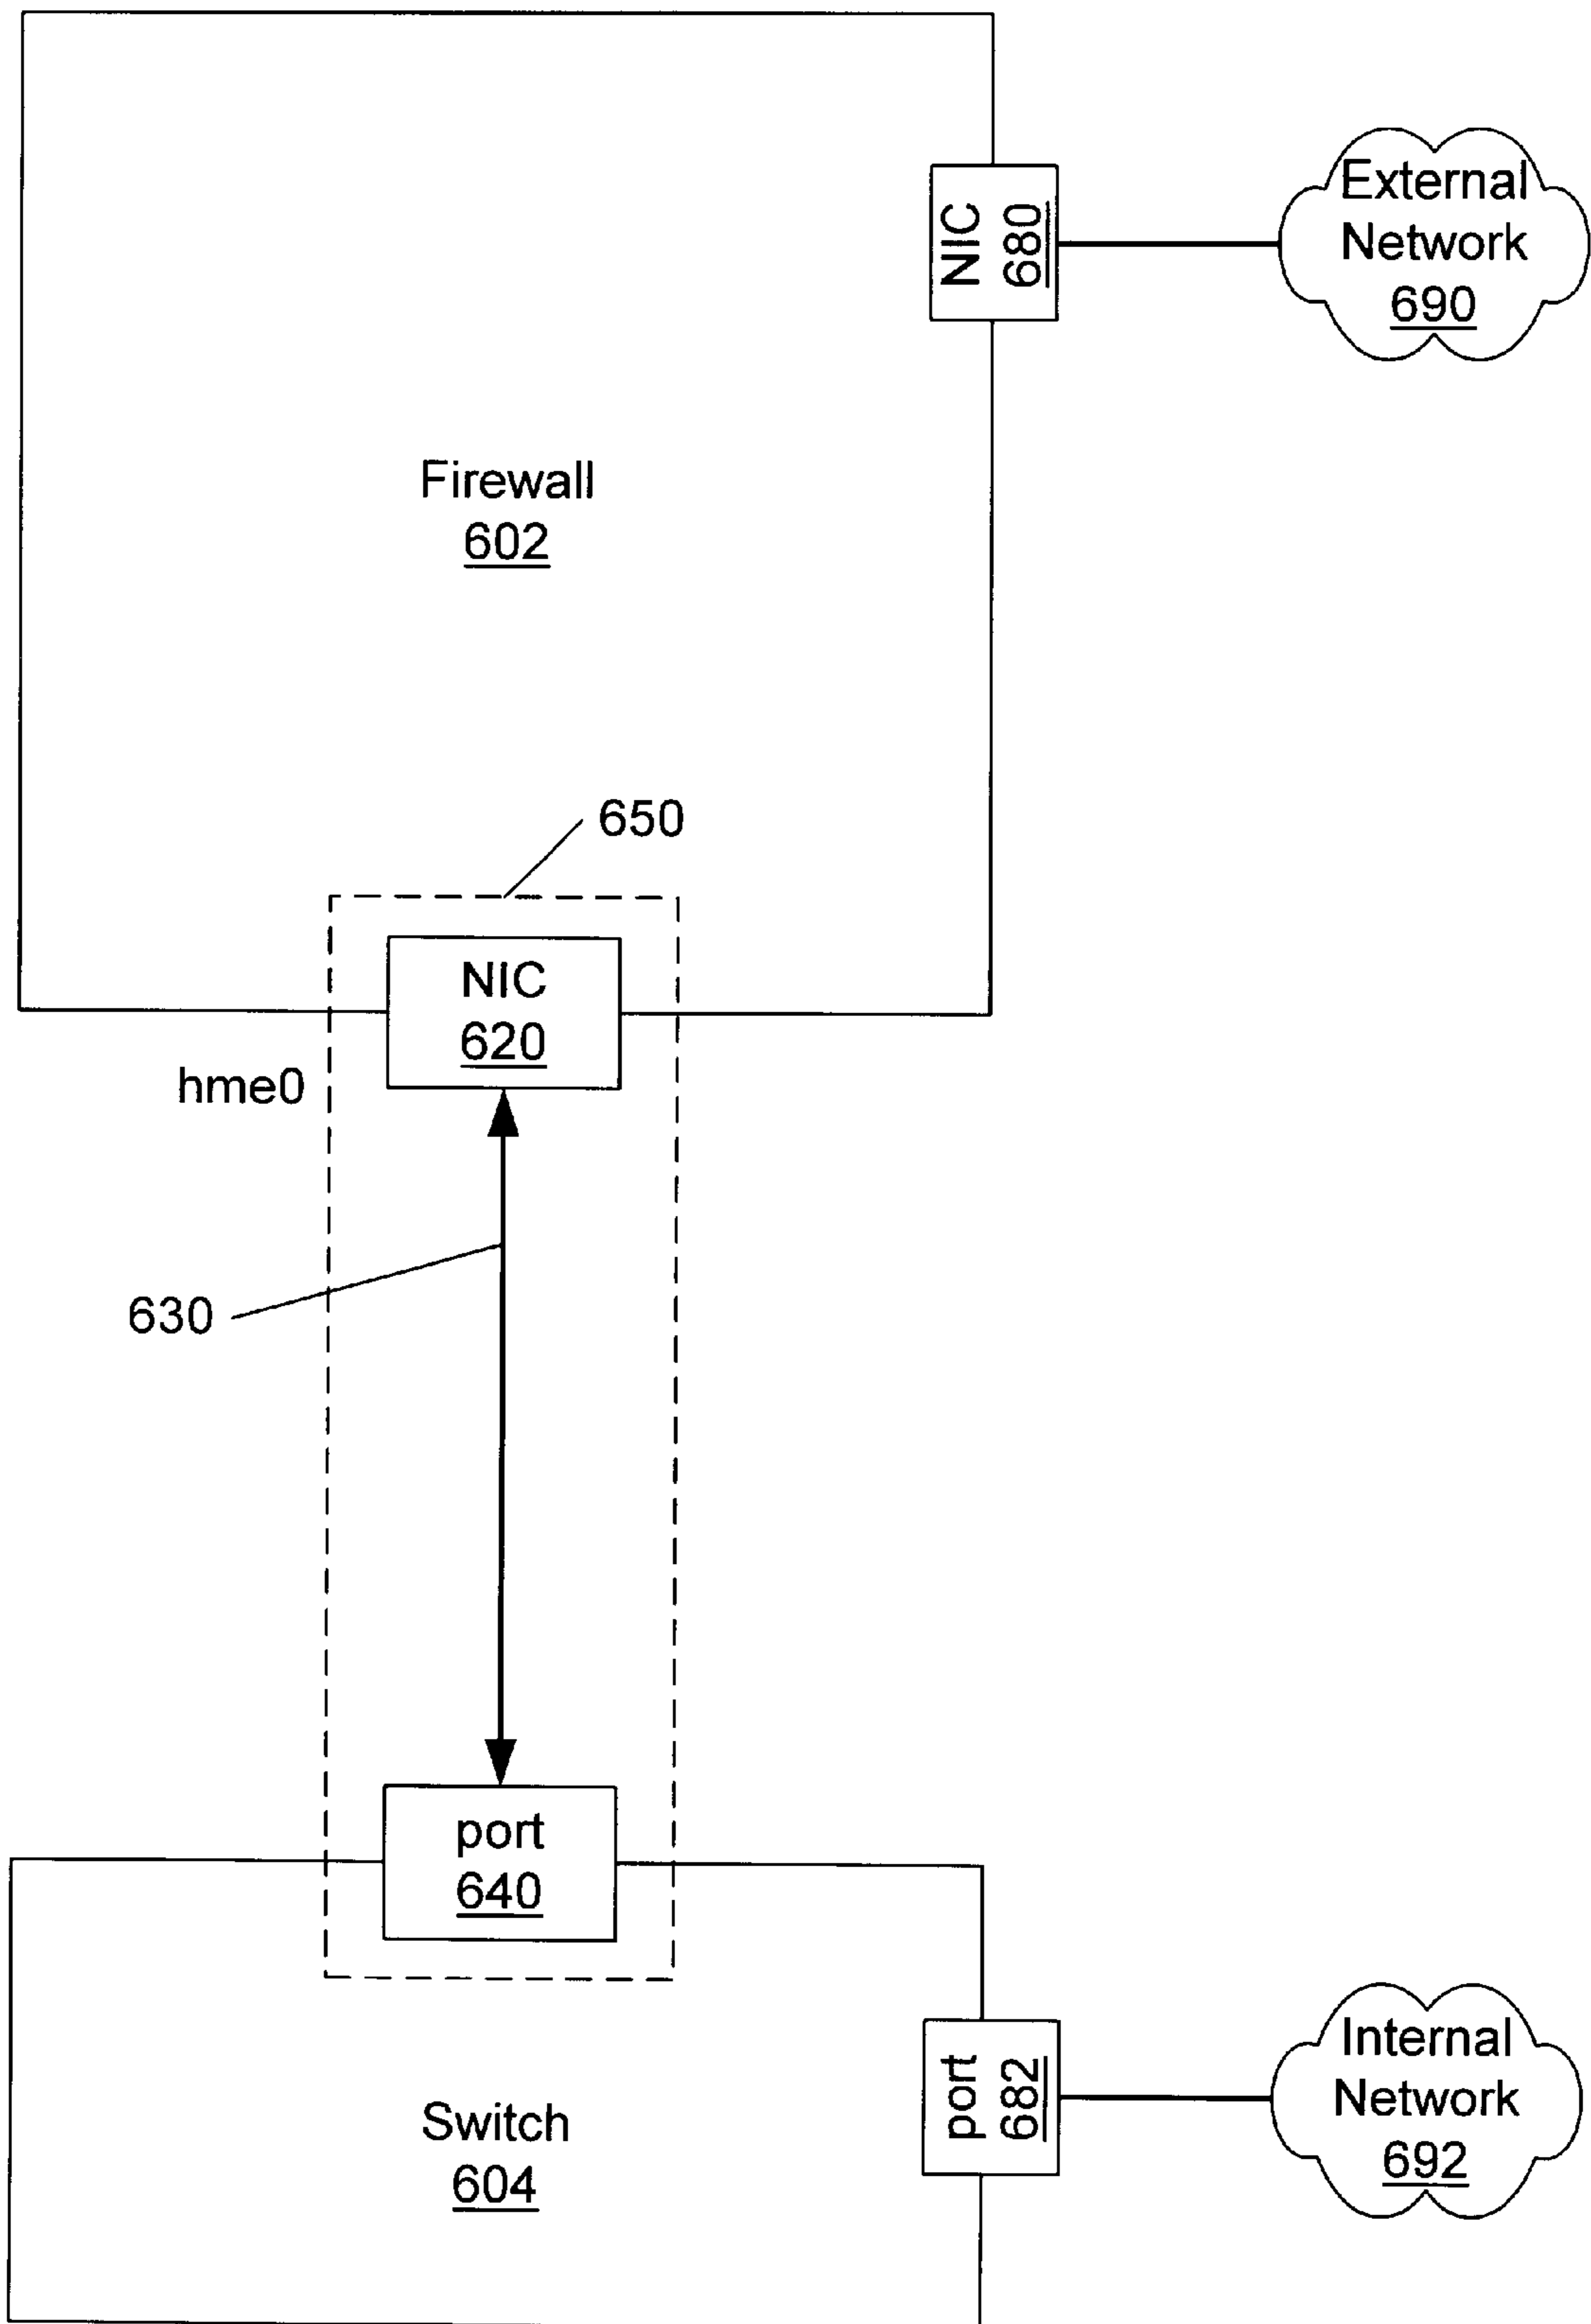 External
Network
690
NIC
680
Firewall
602
650
NIC
620
hme0
630
port
640
Internal
Network
692
port
682
Switch
604